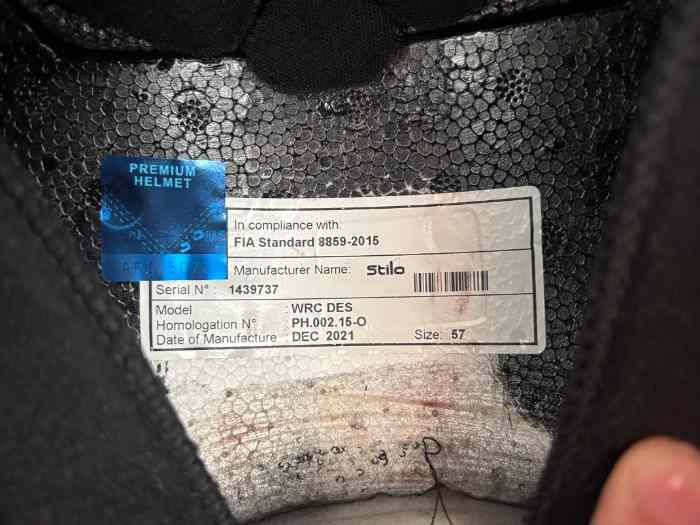 PREMIUM
HELMET
In compliance with:
FIA Standard 8859-2015
Manufacturer Name: Stilo
Serial N° : 1439737
Model : WRC DES
Homologation N° : PH.002.15-O
Date of Manufacture : DEC 2021 Size: 57